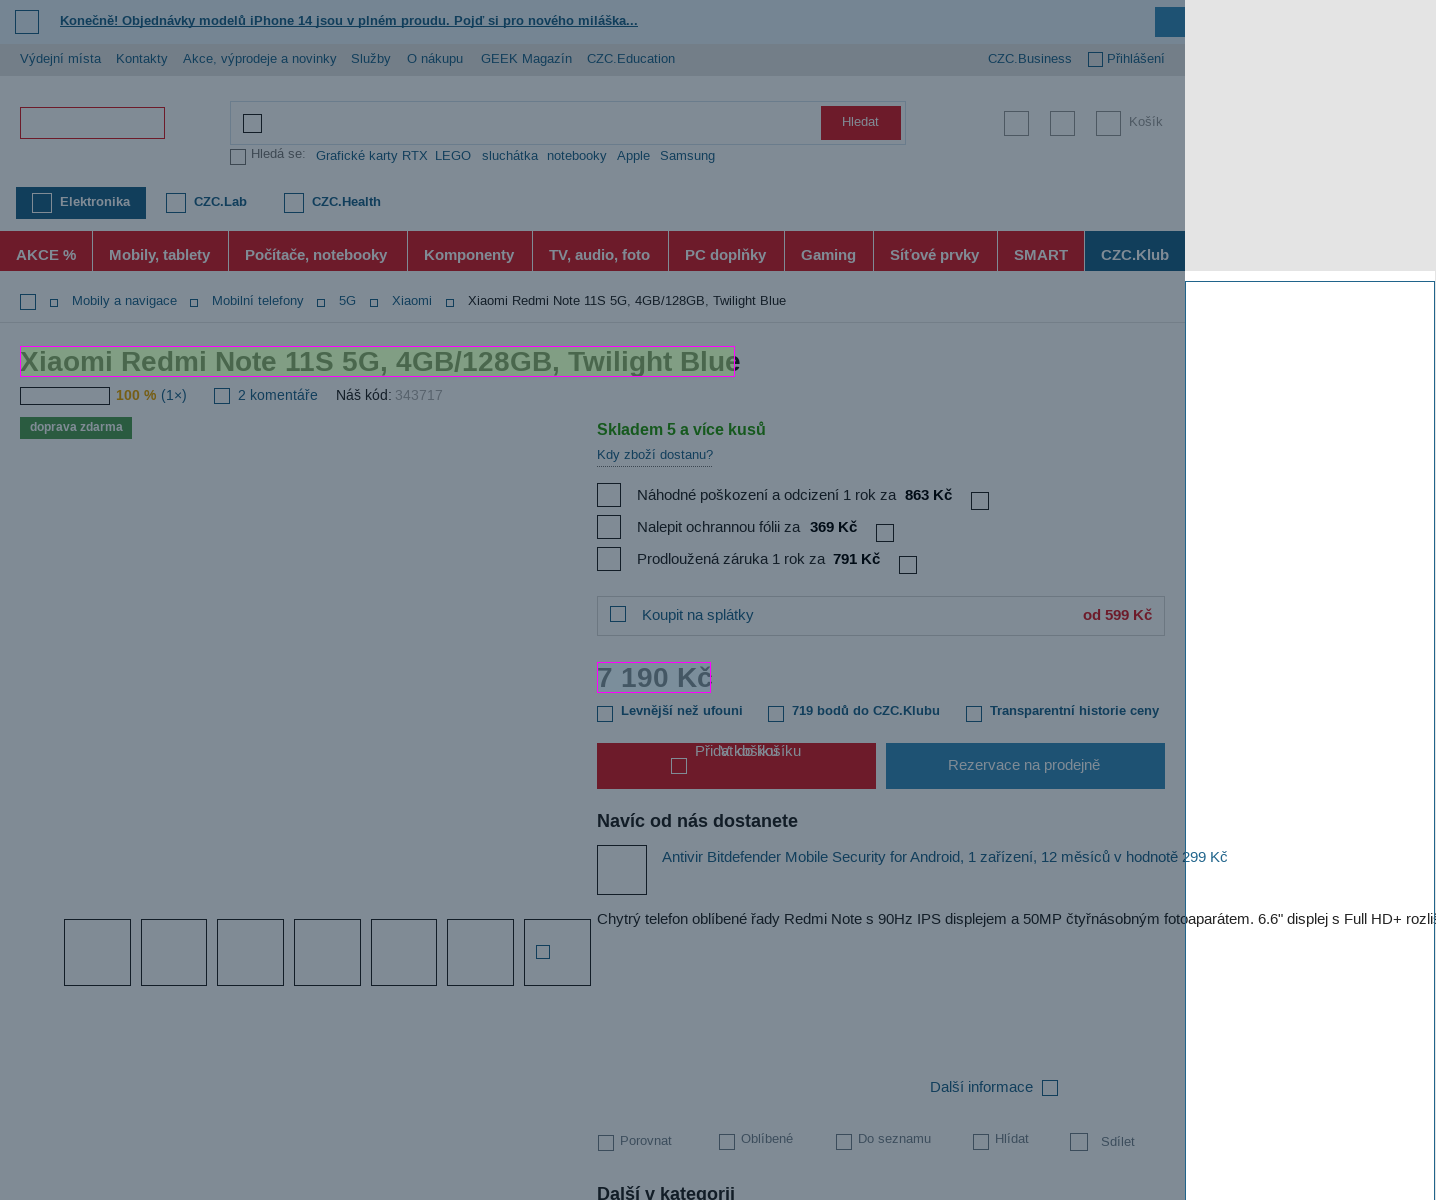 Konečně! Objednávky modelů iPhone 14 jsou v plném proudu. Pojď si pro nového miláška...
Výdejní místa Kontakty Akce, výprodeje a novinky Služby O nákupu GEEK Magazín CZC.Education CZC.Business Přihlášení
Hledat Košík
Hledá se: Grafické karty RTX LEGO sluchátka notebooky Apple Samsung
Elektronika CZC.Lab CZC.Health
AKCE % Mobily, tablety Počítače, notebooky Komponenty TV, audio, foto PC doplňky Gaming Síťové prvky SMART CZC.Klub
Mobily a navigace Mobilní telefony 5G Xiaomi Xiaomi Redmi Note 11S 5G, 4GB/128GB, Twilight Blue
Xiaomi Redmi Note 11S 5G, 4GB/128GB, Twilight Blue
100 % (1×) 2 komentáře Náš kód: 343717
doprava zdarma
Skladem 5 a více kusů
Kdy zboží dostanu?
Náhodné poškození a odcizení 1 rok za 863 Kč
Nalepit ochrannou fólii za 369 Kč
Prodloužená záruka 1 rok za 791 Kč
Koupit na splátky od 599 Kč
7 190 Kč
Levnější než ufouni 719 bodů do CZC.Klubu Transparentní historie ceny
Přidat do košíku V košíku
Rezervace na prodejně
Navíc od nás dostanete
Antivir Bitdefender Mobile Security for Android, 1 zařízení, 12 měsíců v hodnotě 299 Kč
Chytrý telefon oblíbené řady Redmi Note s 90Hz IPS displejem a 50MP čtyřnásobným fotoaparátem. 6.6" displej s Full HD+
Další informace
Porovnat Oblíbené Do seznamu Hlídat Sdílet
Další v kategorii